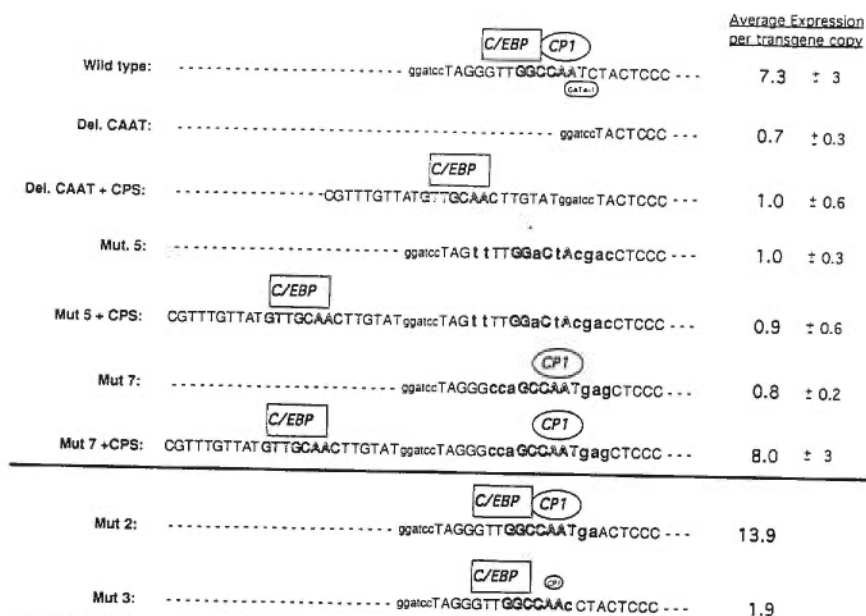 Average Expression
per transgene copy
C/EBP CP1
Wild type: ------------------ ggatccTAGGGTTGGCCAATCTACTCCC --- 7.3 ± 3
GATA-1
Del. CAAT: ------------------ ggatccTACTCCC --- 0.7 ± 0.3
C/EBP
Del. CAAT + CPS: ------------ CGTTTGTTATGTTGCAACTTGTATggatccTACTCCC --- 1.0 ± 0.6
Mut. 5: ------------------ ggatccTAGttTTGGaCtAcgacCTCCC --- 1.0 ± 0.3
C/EBP
Mut 5 + CPS: CGTTTGTTATGTTGCAACTTGTATggatccTAGttTTGGaCtAcgacCTCCC --- 0.9 ± 0.6
CP1
Mut 7: ------------------ ggatccTAGGGccaGCCAATgagCTCCC --- 0.8 ± 0.2
C/EBP CP1
Mut 7 +CPS: CGTTTGTTATGTTGCAACTTGTATggatccTAGGGccaGCCAATgagCTCCC --- 8.0 ± 3
C/EBP CP1
Mut 2: ------------------ ggatccTAGGGTTGGCCAATgaACTCCC --- 13.9
C/EBP CP1
Mut 3: ------------------ ggatccTAGGGTTGGCCAAcCTACTCCC --- 1.9